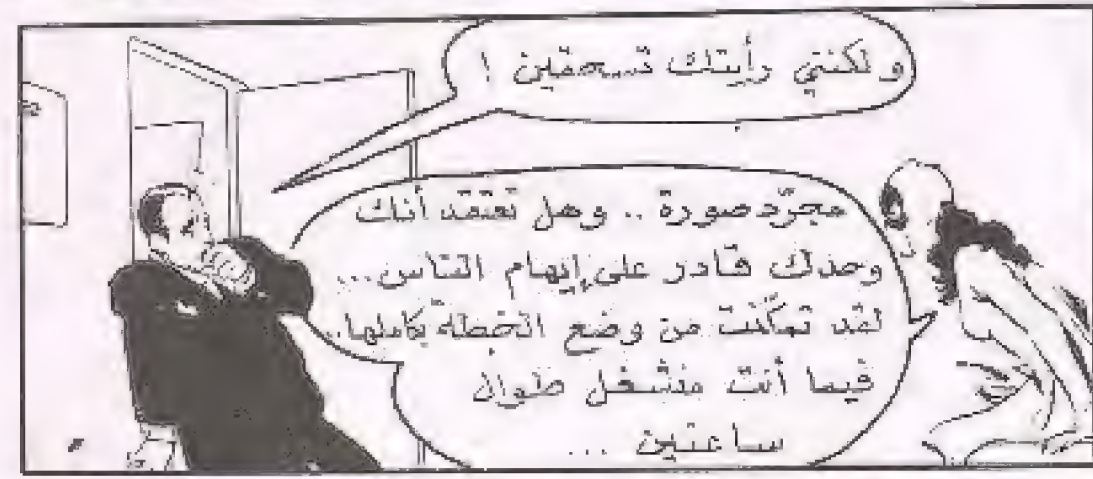 ولكنني رأيتك تسحقين !
مجرّد صورة .. وهل تعتقد أنك
وحدك قادر على إيهام الناس...
لقد تمكّنت من وضع الخطة بكاملها..
فيما أنت منشغل طوال
ساعتين ...